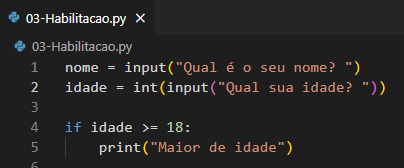 03-Habilitacao.py ×
03-Habilitacao.py
1 nome = input("Qual é o seu nome? ")
2 idade = int(input("Qual sua idade? "))
3
4 if idade >= 18:
5     print("Maior de idade")
6